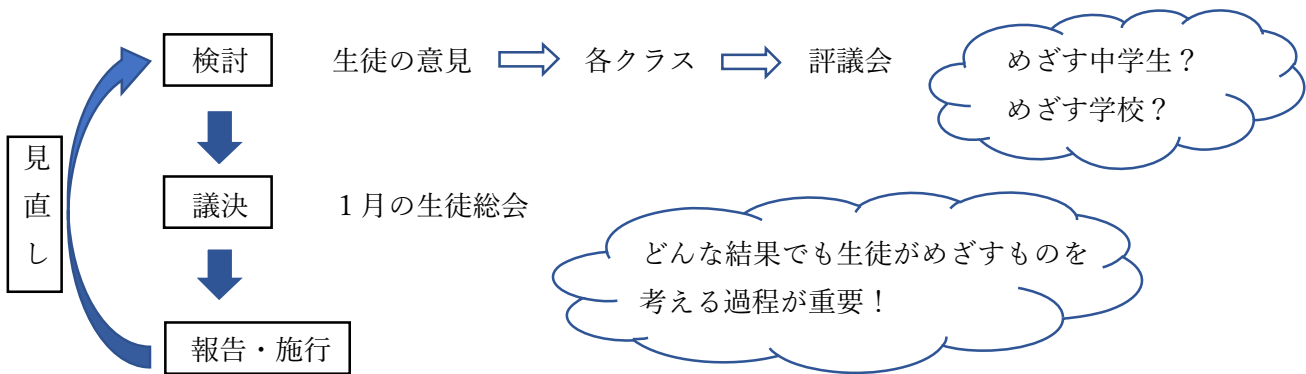 検討
生徒の意見
各クラス
評議会
めざす中学生？
めざす学校？
見直し
議決
１月の生徒総会
どんな結果でも生徒がめざすものを
考える過程が重要！
報告・施行